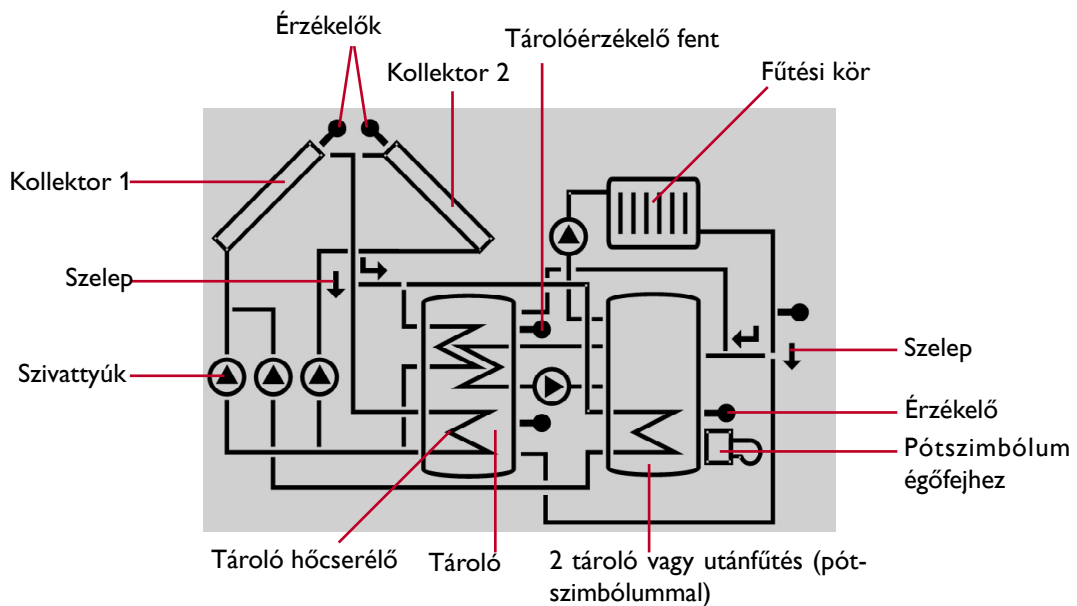 Érzékelők
Tárolóérzékelő fent
Kollektor 2
Fűtési kör
Kollektor 1
Szelep
Szelep
Szivattyúk
Érzékelő
Pótszimbólum
égőfejhez
Tároló hőcserélő
Tároló
2 tároló vagy utánfűtés (pót-
szimbólummal)